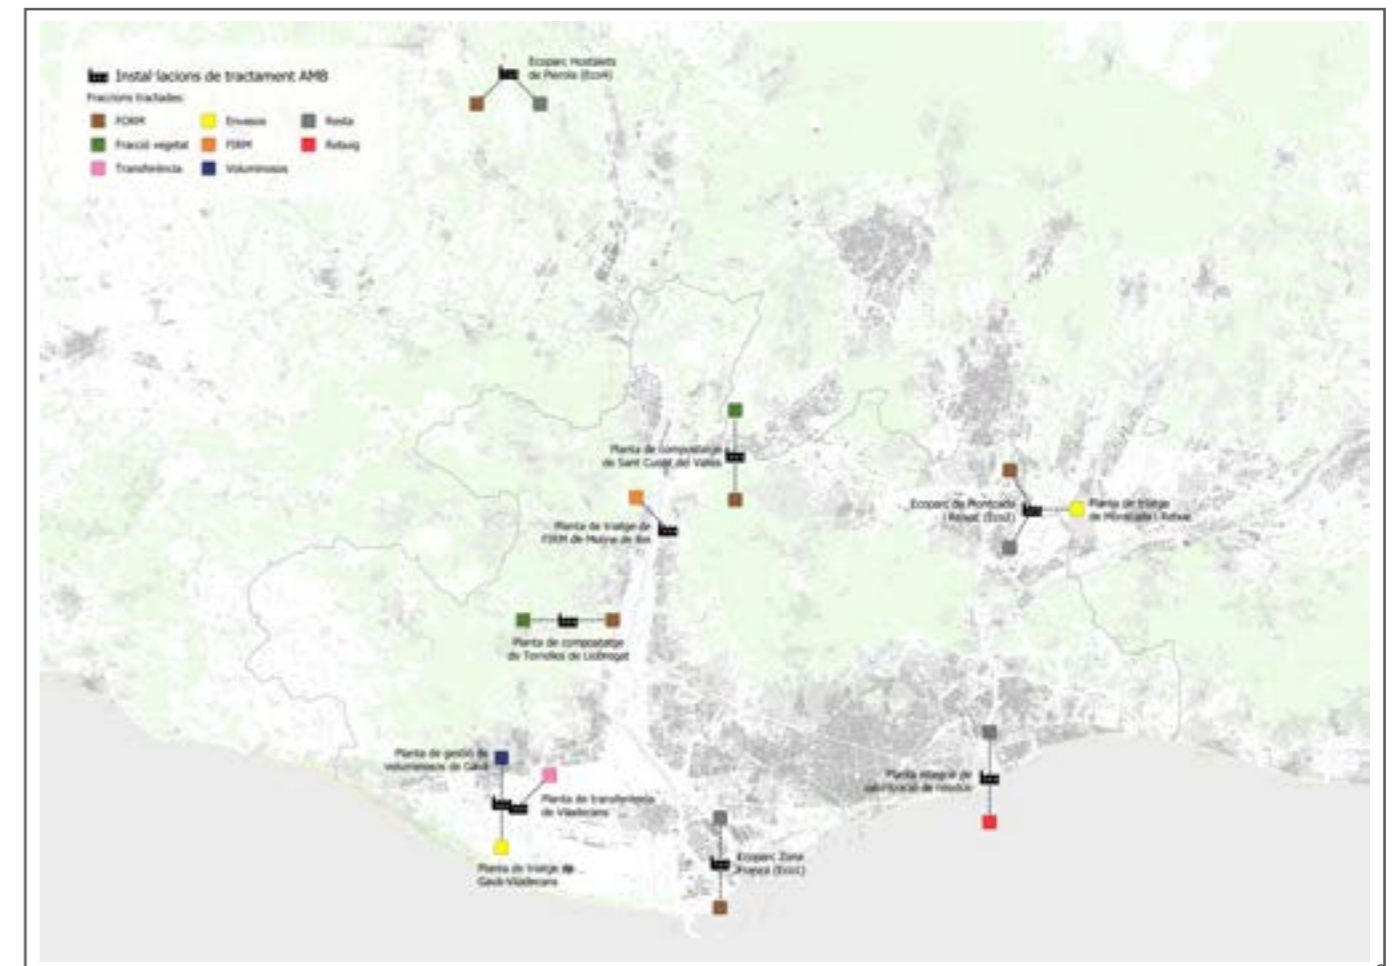 Instal·lacions de tractament AMB
Fraccions tractades:
FORM
Envasos
Resta
Fracció vegetal
FIRM
Rebuig
Transferència
Voluminosos
Ecoparc Hostalets
de Pierola (Eco4)
Planta de compostatge
de Sant Cugat del Vallès
Ecoparc de Montcada
i Reixac (Eco2)
Planta de triatge
de Montcada i Reixac
Planta de triatge de
FIRM de Molins de Rei
Planta de compostatge
de Torrelles de Llobregat
Planta de gestió de
voluminosos de Gavà
Planta de transferència
de Viladecans
Planta integral de
valorització de residus
Planta de triatge de
Gavà-Viladecans
Ecoparc Zona
Franca (Eco1)